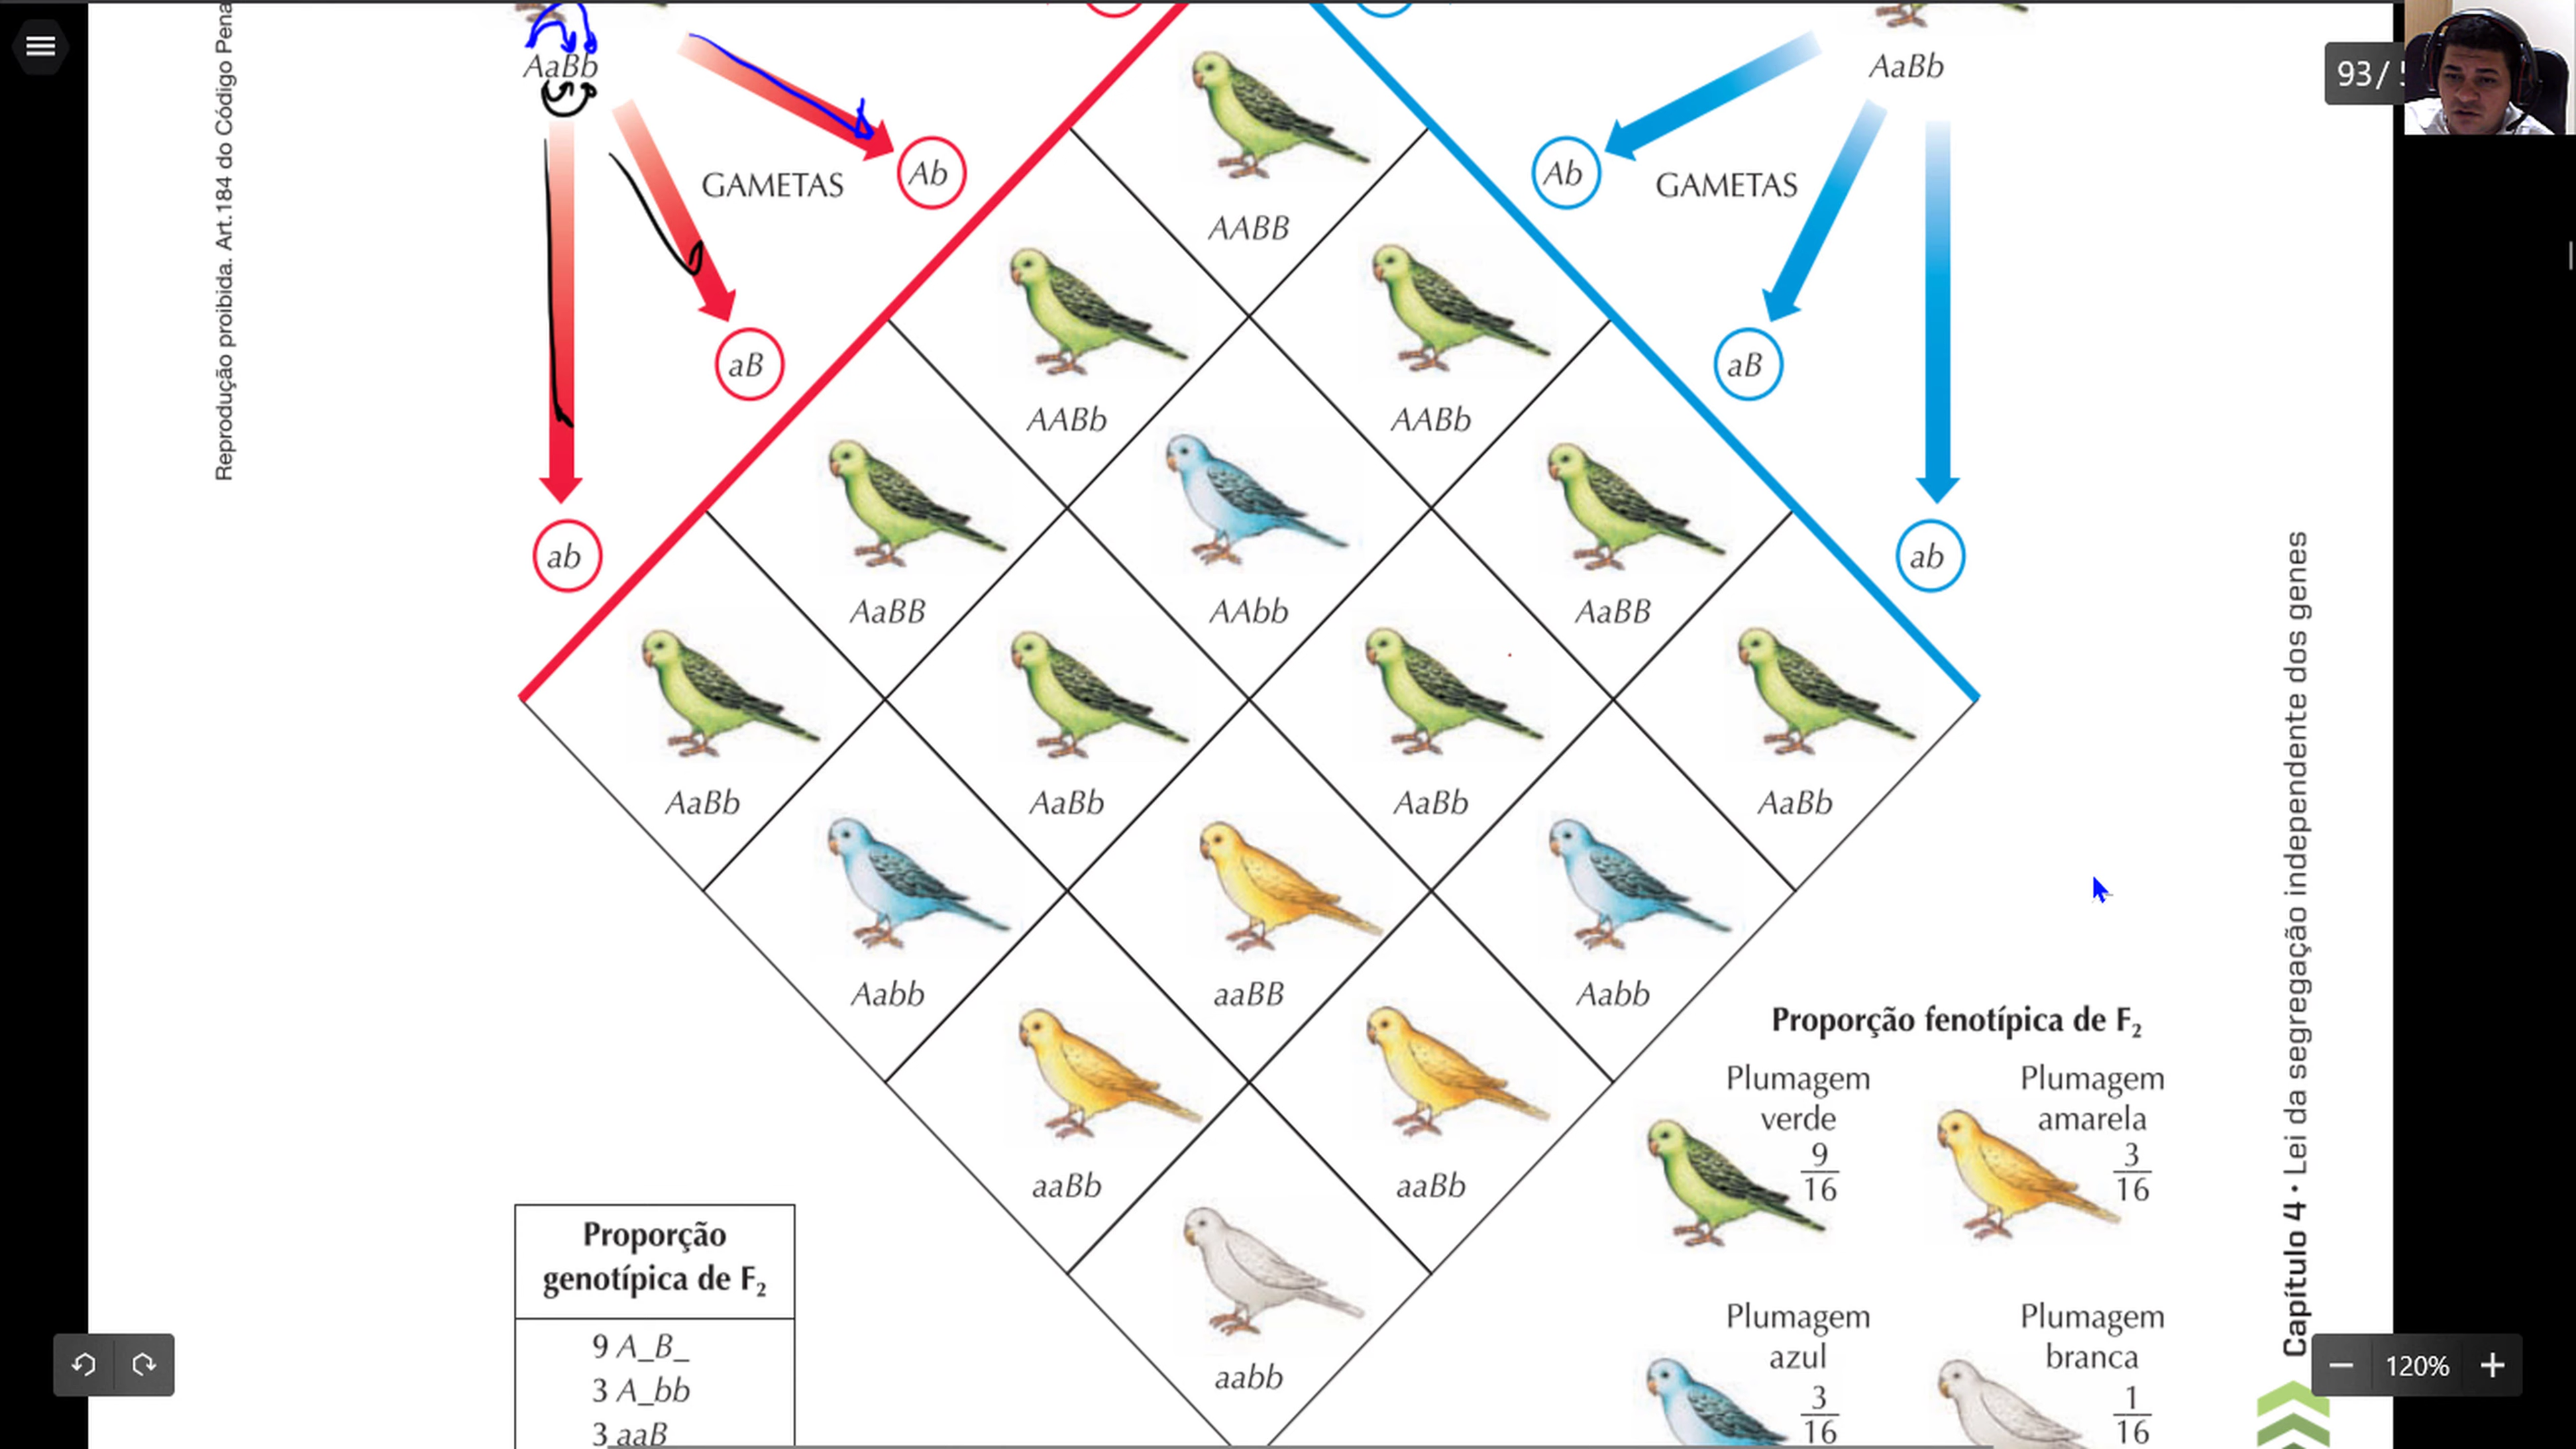 Reprodução proibida. Art.184 do Código Pena
AaBb
AaBb
93/
Ab
GAMETAS
Ab
GAMETAS
AABB
aB
aB
AABb
AABb
ab
ab
AaBB
AAbb
AaBB
AaBb
AaBb
AaBb
AaBb
Aabb
aaBB
Aabb
aaBb
aaBb
aabb
Proporção
genotípica de F2
9 A_B_
3 A_bb
3 aaB
Proporção fenotípica de F2
Plumagem
verde
9
16
Plumagem
amarela
3
16
Plumagem
azul
3
16
Plumagem
branca
1
16
Capítulo 4 • Lei da segregação independente dos genes
120%